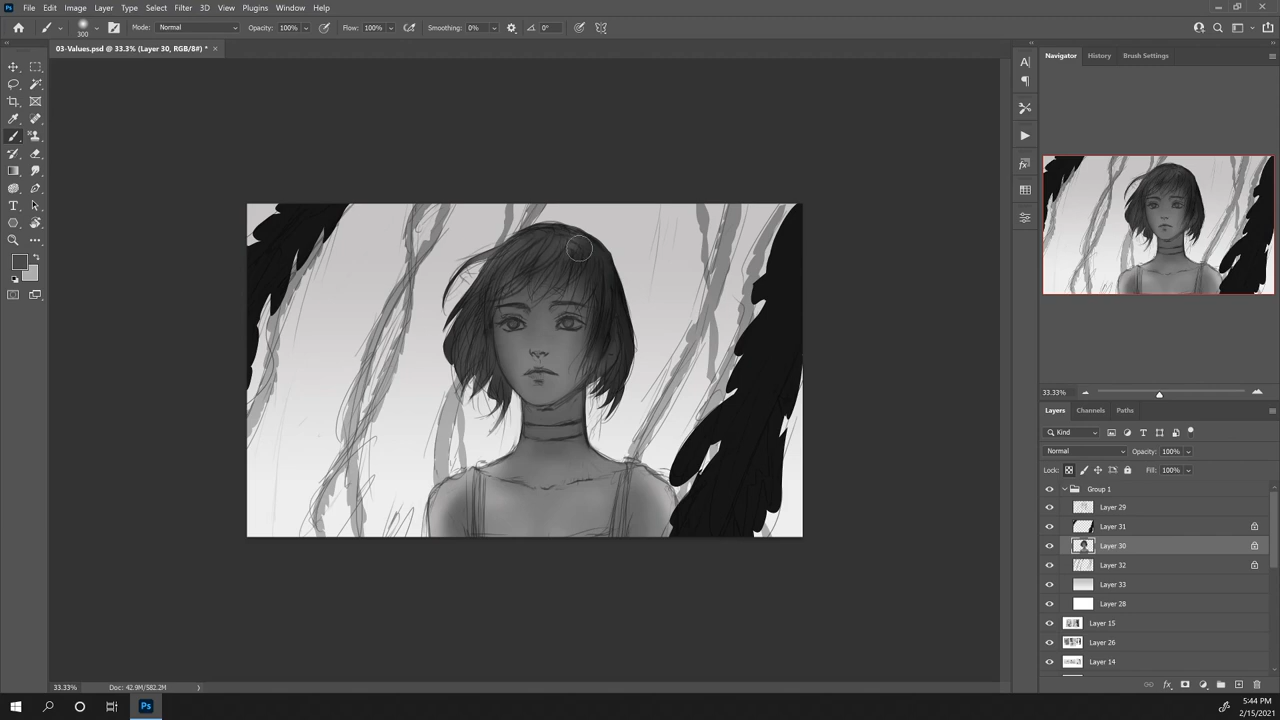 Ps File Edit Image Layer Type Select Filter 3D View Plugins Window Help
300 Mode: Normal Opacity: 100% Flow: 100% Smoothing: 0% 0°
03-Values.psd @ 33.3% (Layer 30, RGB/8#) * ×
Navigator History Brush Settings
33.33%
Layers Channels Paths
Kind
Normal Opacity: 100%
Lock: Fill: 100%
Group 1
Layer 29
Layer 31
Layer 30
Layer 32
Layer 33
Layer 28
Layer 15
Layer 26
Layer 14
33.33% Doc: 42.9M/582.2M
Ps
5:44 PM
2/15/2021